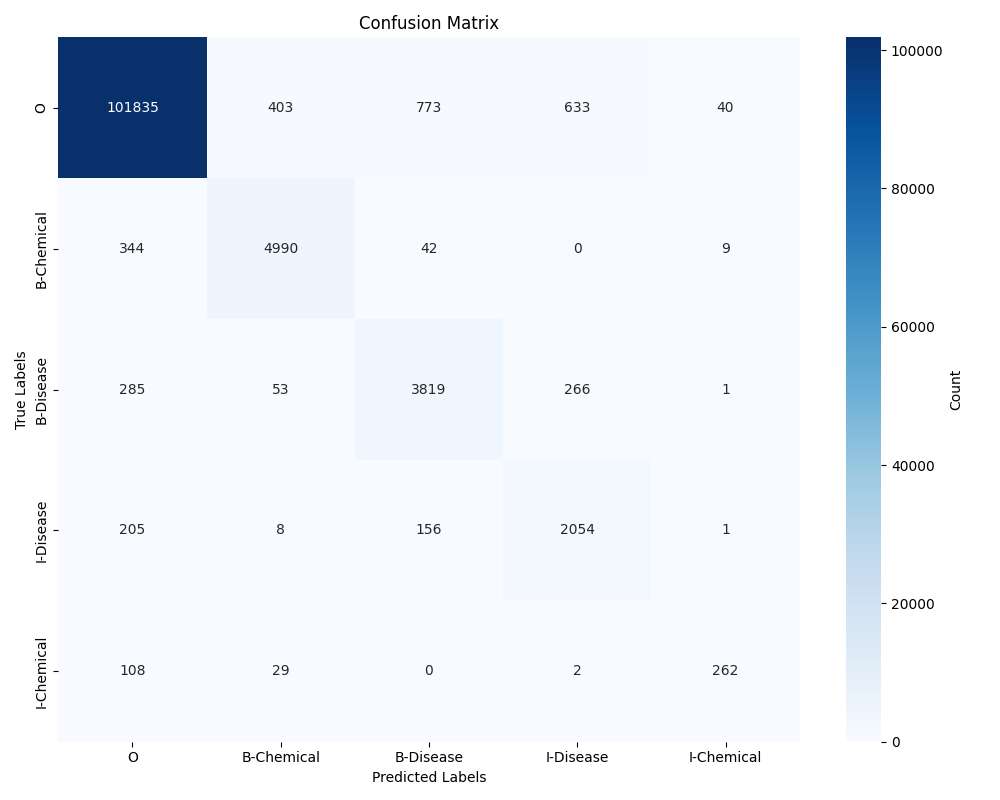 Confusion Matrix
O 101835 403 773 633 40
B-Chemical 344 4990 42 0 9
B-Disease 285 53 3819 266 1
I-Disease 205 8 156 2054 1
I-Chemical 108 29 0 2 262
O B-Chemical B-Disease I-Disease I-Chemical
Predicted Labels
True Labels
100000
80000
60000
40000
20000
0
Count